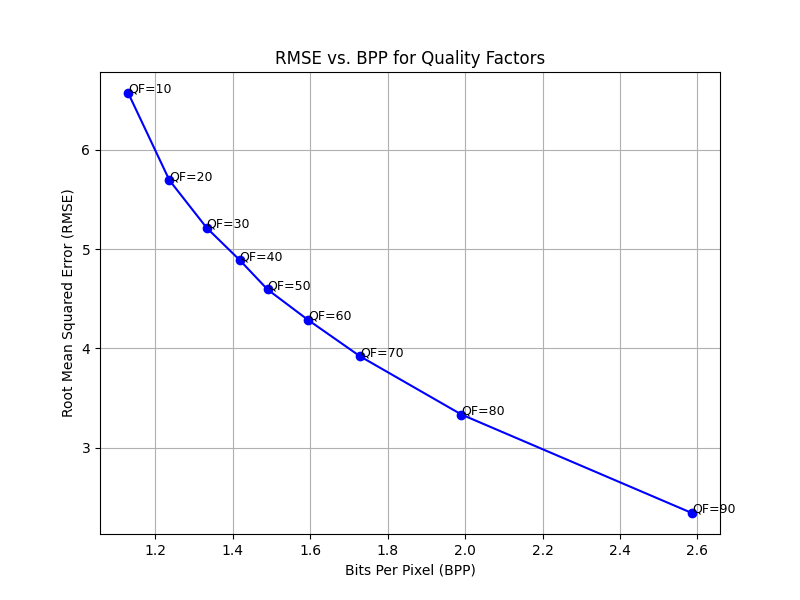 RMSE vs. BPP for Quality Factors
QF=10
6
QF=20
QF=30
5
QF=40
QF=50
QF=60
4
QF=70
QF=80
3
QF=90
Root Mean Squared Error (RMSE)
1.2 1.4 1.6 1.8 2.0 2.2 2.4 2.6
Bits Per Pixel (BPP)